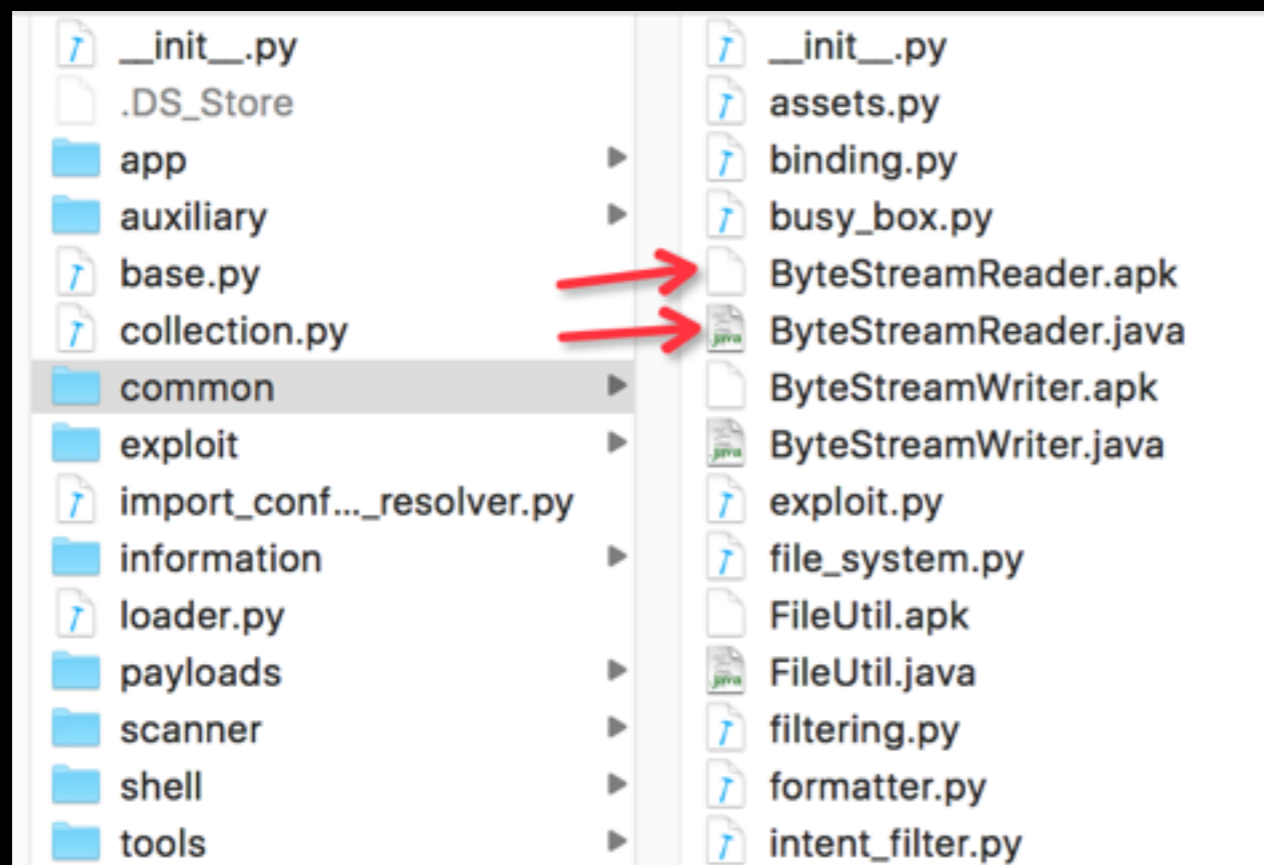 __init__.py
.DS_Store
app
auxiliary
base.py
collection.py
common
exploit
import_conf..._resolver.py
information
loader.py
payloads
scanner
shell
tools
__init__.py
assets.py
binding.py
busy_box.py
ByteStreamReader.apk
ByteStreamReader.java
ByteStreamWriter.apk
ByteStreamWriter.java
exploit.py
file_system.py
FileUtil.apk
FileUtil.java
filtering.py
formatter.py
intent_filter.py